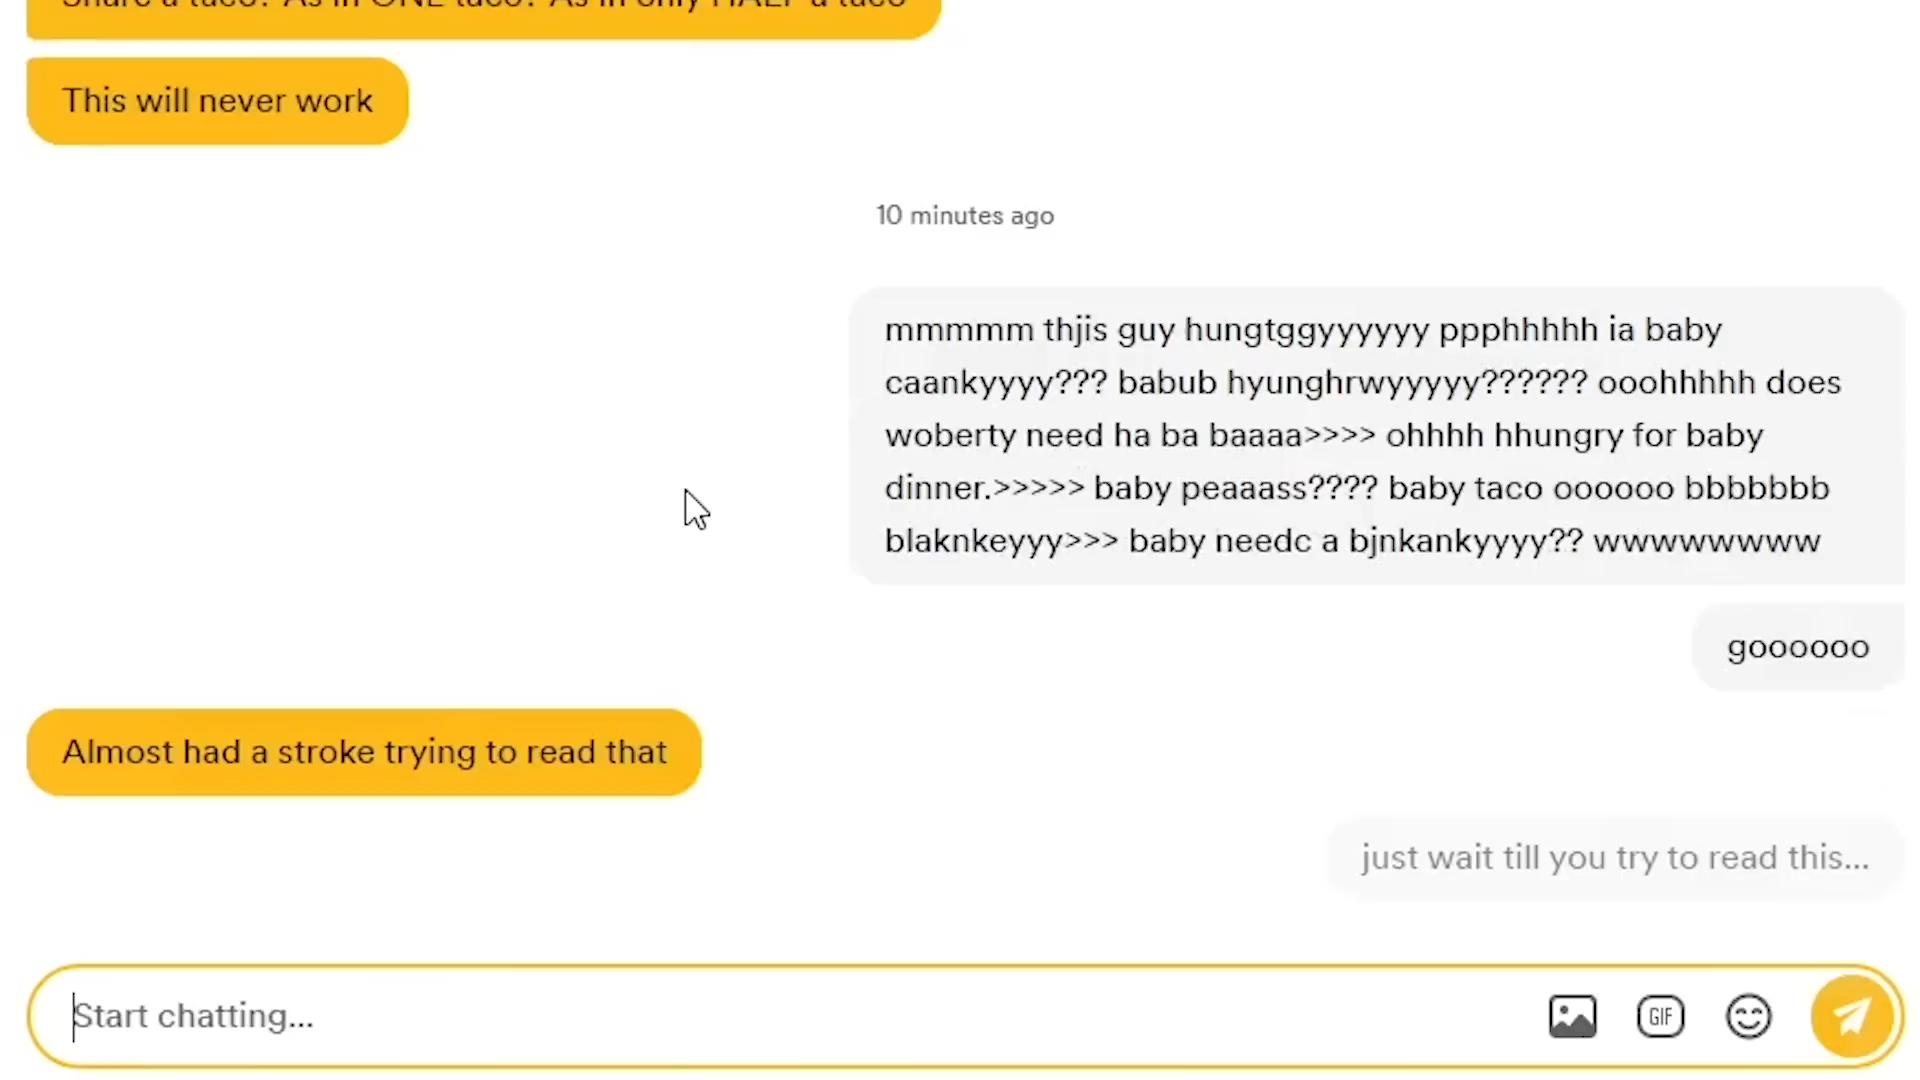 Share a taco? As in ONE taco? As in only HALF a taco
This will never work
10 minutes ago
mmmmm thjis guy hungtggyyyyyy ppphhhhh ia baby
caankyyyy??? babub hyunghrwyyyyy?????? ooohhhhh does
woberty need ha ba baaaa>>>> ohhhh hhungry for baby
dinner.>>>>> baby peaaass???? baby taco oooooo bbbbbbb
blaknkeyyy>>> baby needc a bjnkankyyyy?? wwwwwwww
goooooo
Almost had a stroke trying to read that
just wait till you try to read this...
Start chatting...
GIF